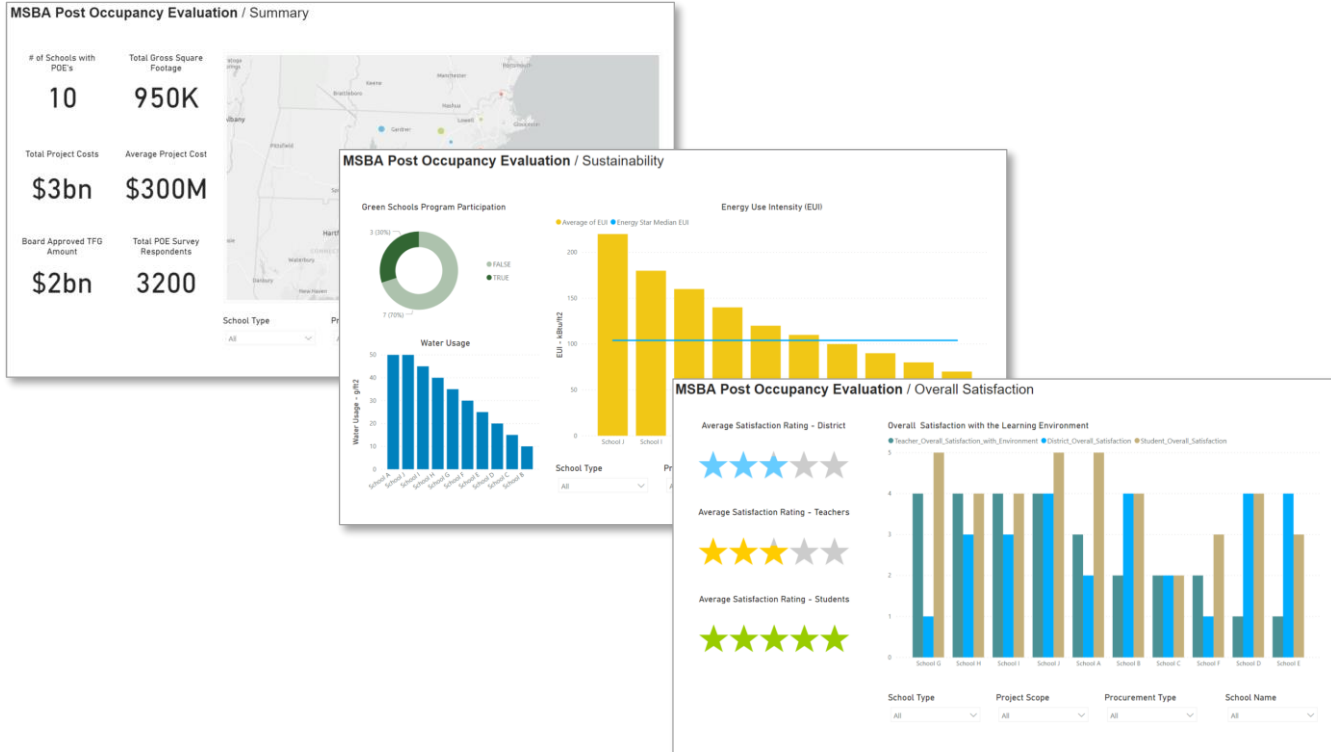 MSBA Post Occupancy Evaluation / Summary
# of Schools with
POE's
10
Total Gross Square
Footage
950K
Total Project Costs
$3bn
Average Project Cost
$300M
Board Approved TFG
Amount
$2bn
Total POE Survey
Respondents
3200
Portsmouth
Manchester
Keene
Brattleboro
Nashua
Albany
Lowell
Gloucester
Gardner
Pittsfield
Waterbury
Danbury
New Haven
School Type
All
MSBA Post Occupancy Evaluation / Sustainability
Green Schools Program Participation
3 (30%)
FALSE
TRUE
7 (70%)
Water Usage
Water Usage - g/ft2
50
40
30
20
10
0
School A
School J
School I
School H
School G
School F
School E
School D
School C
School B
Energy Use Intensity (EUI)
Average of EUI Energy Star Median EUI
EUI - kBtu/ft2
200
150
100
50
0
School J School I
School Type
All
MSBA Post Occupancy Evaluation / Overall Satisfaction
Average Satisfaction Rating - District
Average Satisfaction Rating - Teachers
Average Satisfaction Rating - Students
Overall Satisfaction with the Learning Environment
Teacher_Overall_Satisfaction_with_Environment District_Overall_Satisfaction Student_Overall_Satisfaction
5
4
3
2
1
0
School G School H School I School J School A School B School C School F School D School E
School Type Project Scope Procurement Type School Name
All All All All